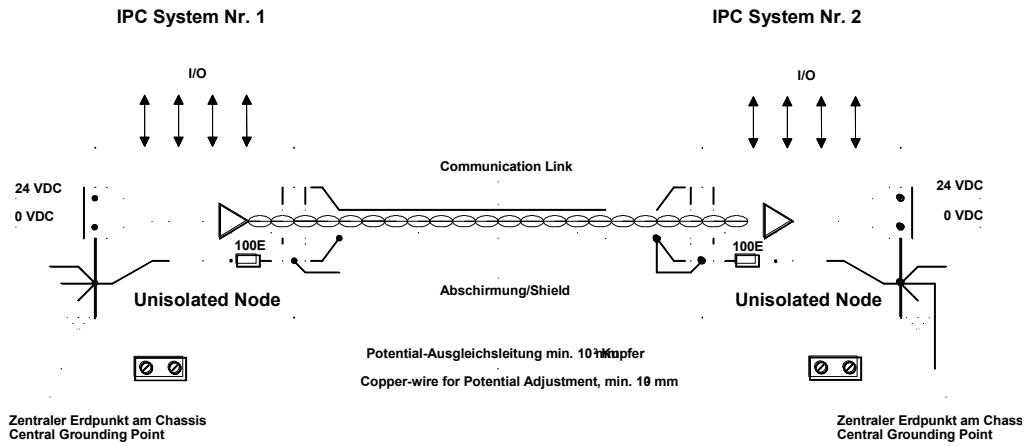 IPC System Nr. 1
IPC System Nr. 2
I/O
I/O
Communication Link
24 VDC
0 VDC
24 VDC
0 VDC
100E
100E
Abschirmung/Shield
Unisolated Node
Unisolated Node
Potential-Ausgleichsleitung min. 10 Kupfer
Copper-wire for Potential Adjustment, min. mm
Zentraler Erdpunkt am Chassis
Central Grounding Point
Zentraler Erdpunkt am Chass
Central Grounding Point